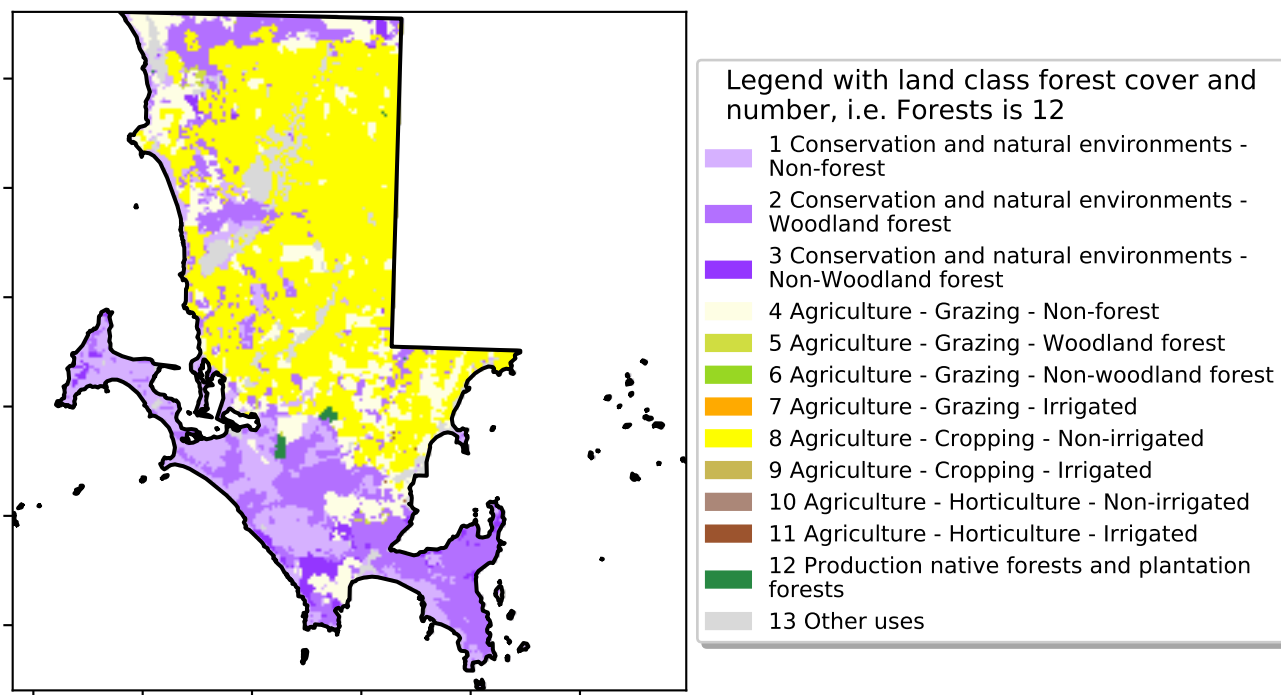 Legend with land class forest cover and
number, i.e. Forests is 12
1 Conservation and natural environments -
Non-forest
2 Conservation and natural environments -
Woodland forest
3 Conservation and natural environments -
Non-Woodland forest
4 Agriculture - Grazing - Non-forest
5 Agriculture - Grazing - Woodland forest
6 Agriculture - Grazing - Non-woodland forest
7 Agriculture - Grazing - Irrigated
8 Agriculture - Cropping - Non-irrigated
9 Agriculture - Cropping - Irrigated
10 Agriculture - Horticulture - Non-irrigated
11 Agriculture - Horticulture - Irrigated
12 Production native forests and plantation
forests
13 Other uses